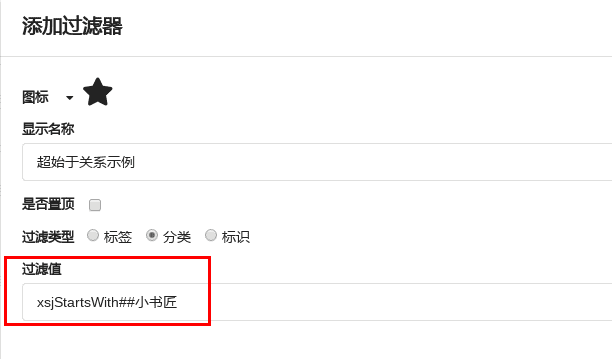 添加过滤器
图标
显示名称
超始于关系示例
是否置顶
过滤类型 标签 分类 标识
过滤值
xsjStartsWith##小书匠